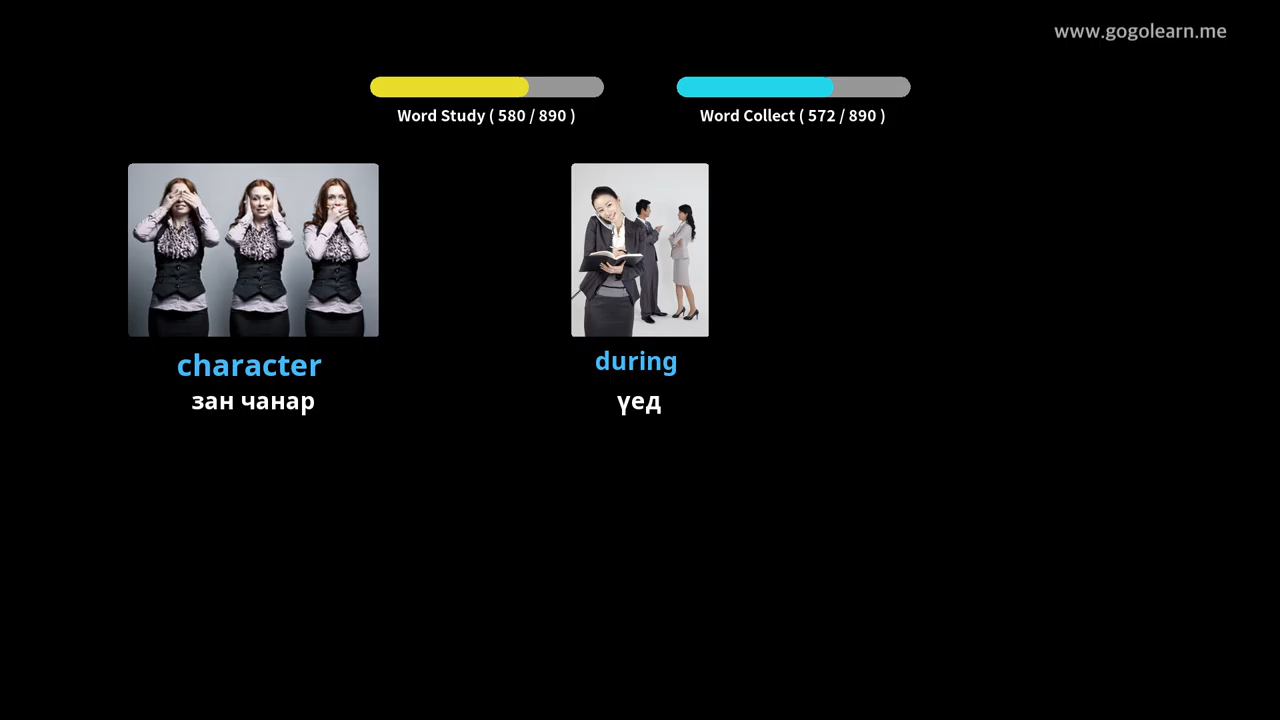 www.gogolearn.me
Word Study ( 580 / 890 )
Word Collect ( 572 / 890 )
character
зан чанар
during
үед